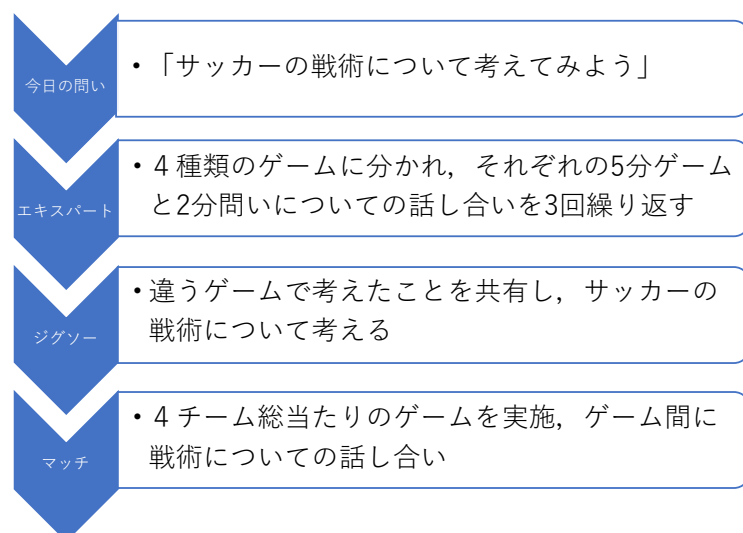 今日の問い
・「サッカーの戦術について考えてみよう」
エキスパート
・４種類のゲームに分かれ，それぞれの5分ゲーム
と2分問いについての話し合いを3回繰り返す
ジグソー
・違うゲームで考えたことを共有し，サッカーの
戦術について考える
マッチ
・４チーム総当たりのゲームを実施，ゲーム間に
戦術についての話し合い